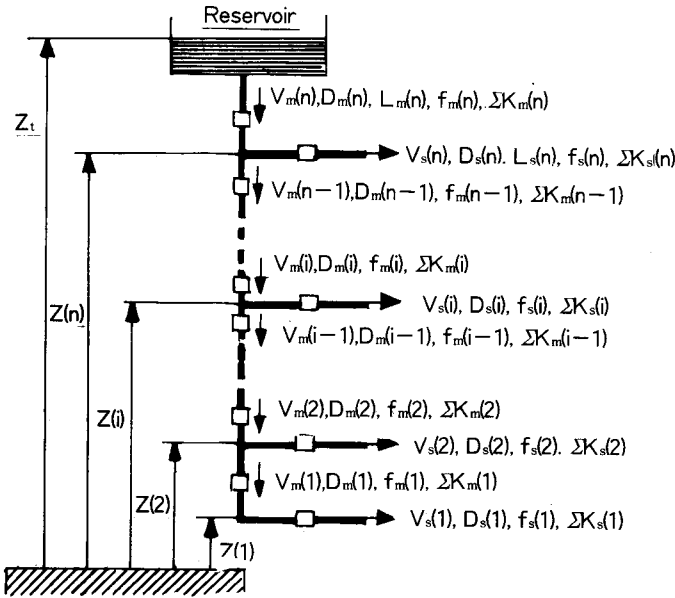 Reservoir
Vm(n),Dm(n), Lm(n), fm(n), ΣKm(n)
Zt
Vs(n), Ds(n). Ls(n), fs(n), ΣKs(n)
Vm(n-1),Dm(n-1), fm(n-1), ΣKm(n-1)
Vm(i),Dm(i), fm(i), ΣKm(i)
Z(n)
Vs(i), Ds(i), fs(i), ΣKs(i)
Vm(i-1),Dm(i-1), fm(i-1), ΣKm(i-1)
Z(i)
Vm(2),Dm(2), fm(2), ΣKm(2)
Vs(2), Ds(2), fs(2). ΣKs(2)
Vm(1),Dm(1), fm(1), ΣKm(1)
Z(2)
Vs(1), Ds(1), fs(1), ΣKs(1)
Z(1)